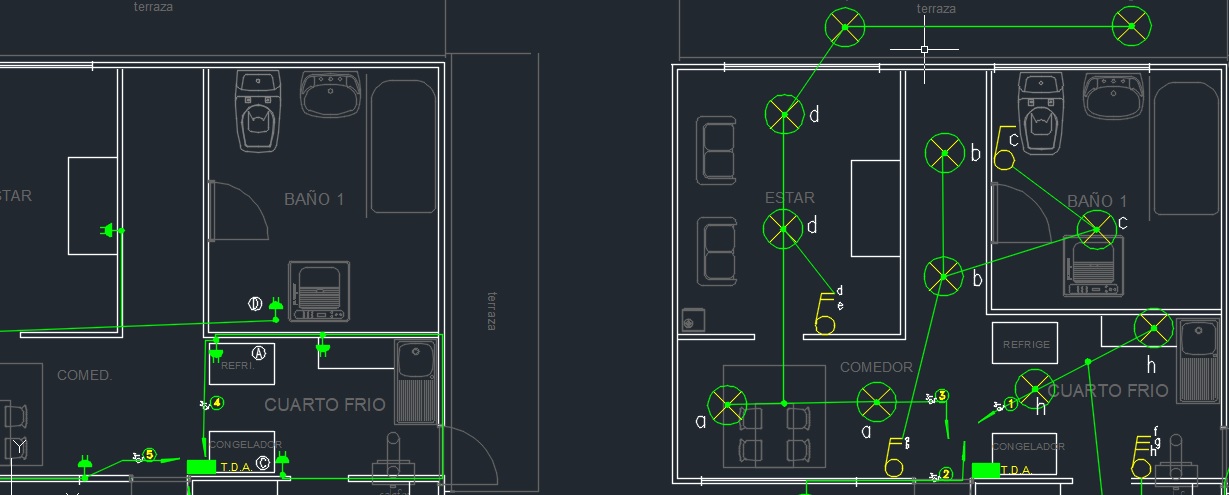 terraza
terraza
d
b
c
STAR
BAÑO 1
ESTAR
BAÑO 1
d
c
b
d
e
D
terraza
A
REFRI.
REFRIGE
h
COMED.
COMEDOR
CUARTO FRIO
CUARTO FRIO
4
3
1
h
a
a
CONGELADOR
CONGELADOR
Y
5
T.D.A.
C
2
T.D.A.
f
g
h